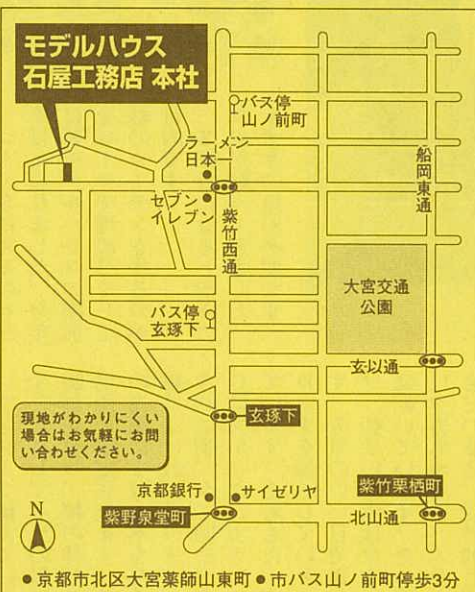 モデルハウス
石屋工務店 本社
バス停
山ノ前町
ラーメン
日本一
セブン
イレブン
紫竹西通
船岡東通
大宮交通
公園
バス停
玄琢下
玄以通
現地がわかりにくい
場合はお気軽にお問
い合わせください。
玄琢下
京都銀行
サイゼリヤ
紫竹栗栖町
紫野泉堂町
北山通
N
●京都市北区大宮薬師山東町●市バス山ノ前町停歩3分